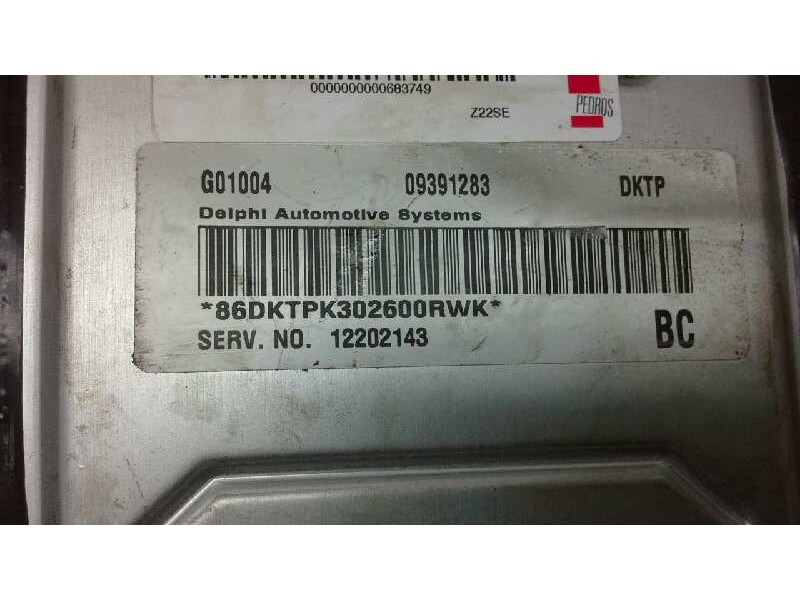 0000000000683749
Z22SE
PEDROS
G01004 09391283 DKTP
Delphi Automotive Systems
*86DKTPK302600RWK*
SERV. NO. 12202143 BC